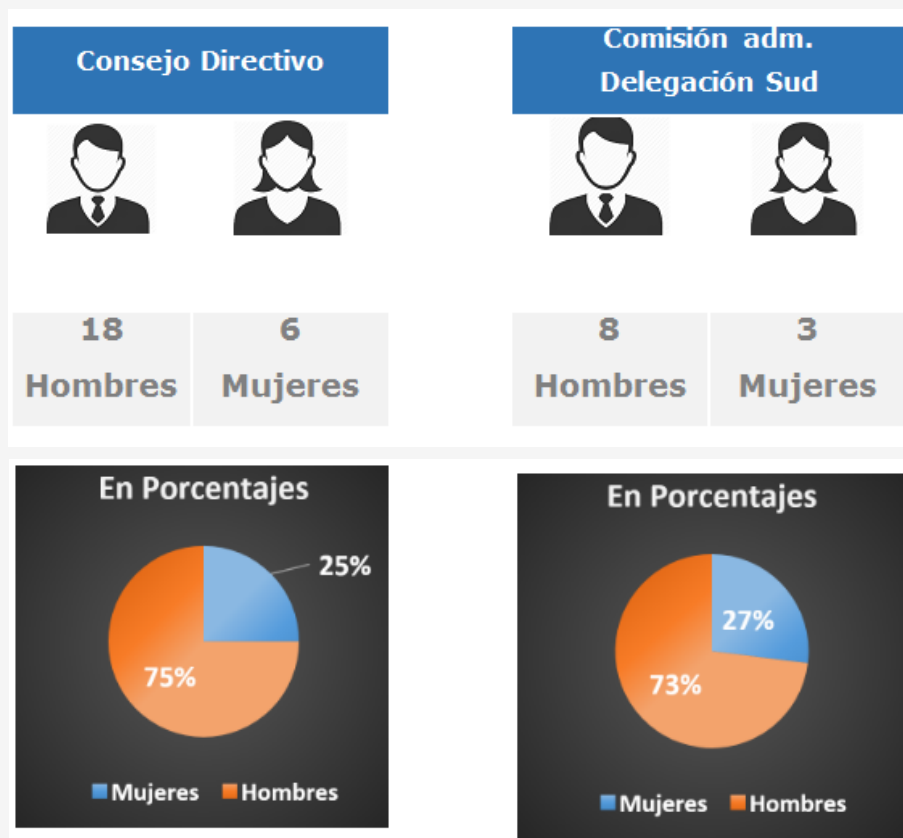 Consejo Directivo
Comisión adm.
Delegación Sud
18
Hombres
6
Mujeres
8
Hombres
3
Mujeres
En Porcentajes
25%
75%
Mujeres Hombres
En Porcentajes
27%
73%
Mujeres Hombres